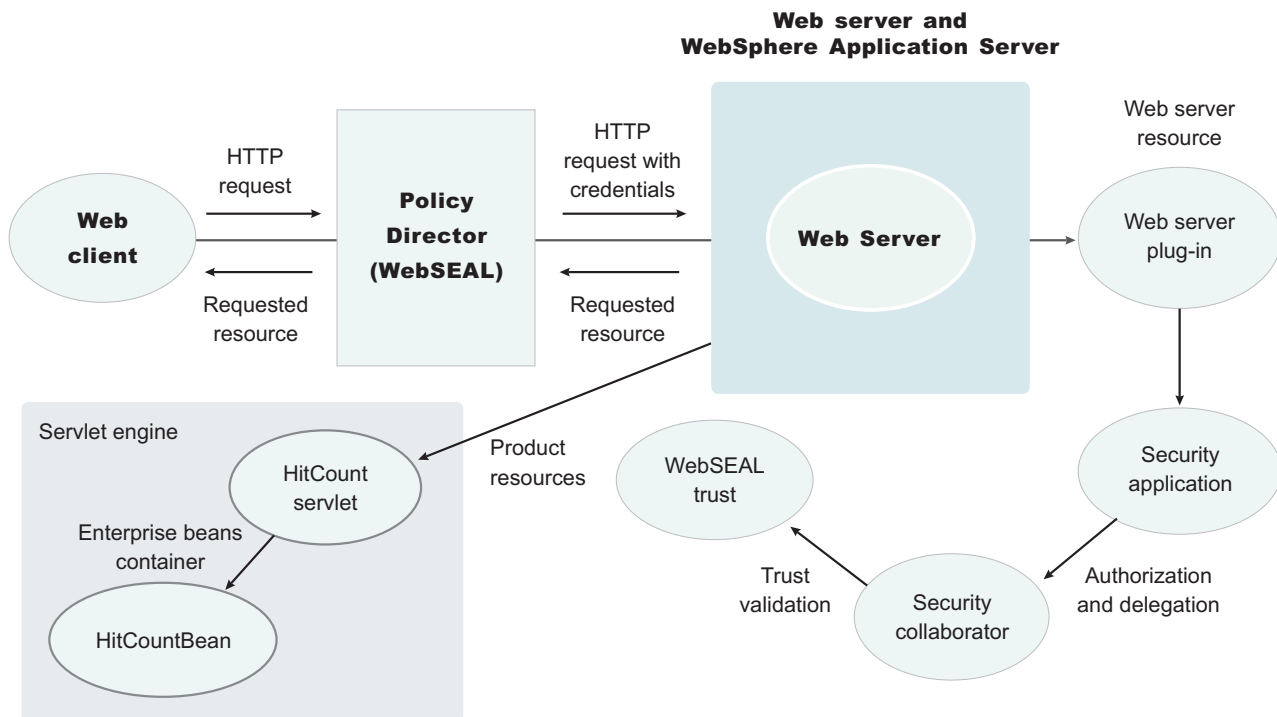 Web server and
WebSphere Application Server
HTTP
request
HTTP
request with
credentials
Web server
resource
Web
client
Policy
Director
(WebSEAL)
Web Server
Web server
plug-in
Requested
resource
Requested
resource
Servlet engine
HitCount
servlet
Product
resources
WebSEAL
trust
Security
application
Enterprise beans
container
Trust
validation
Authorization
and delegation
HitCountBean
Security
collaborator